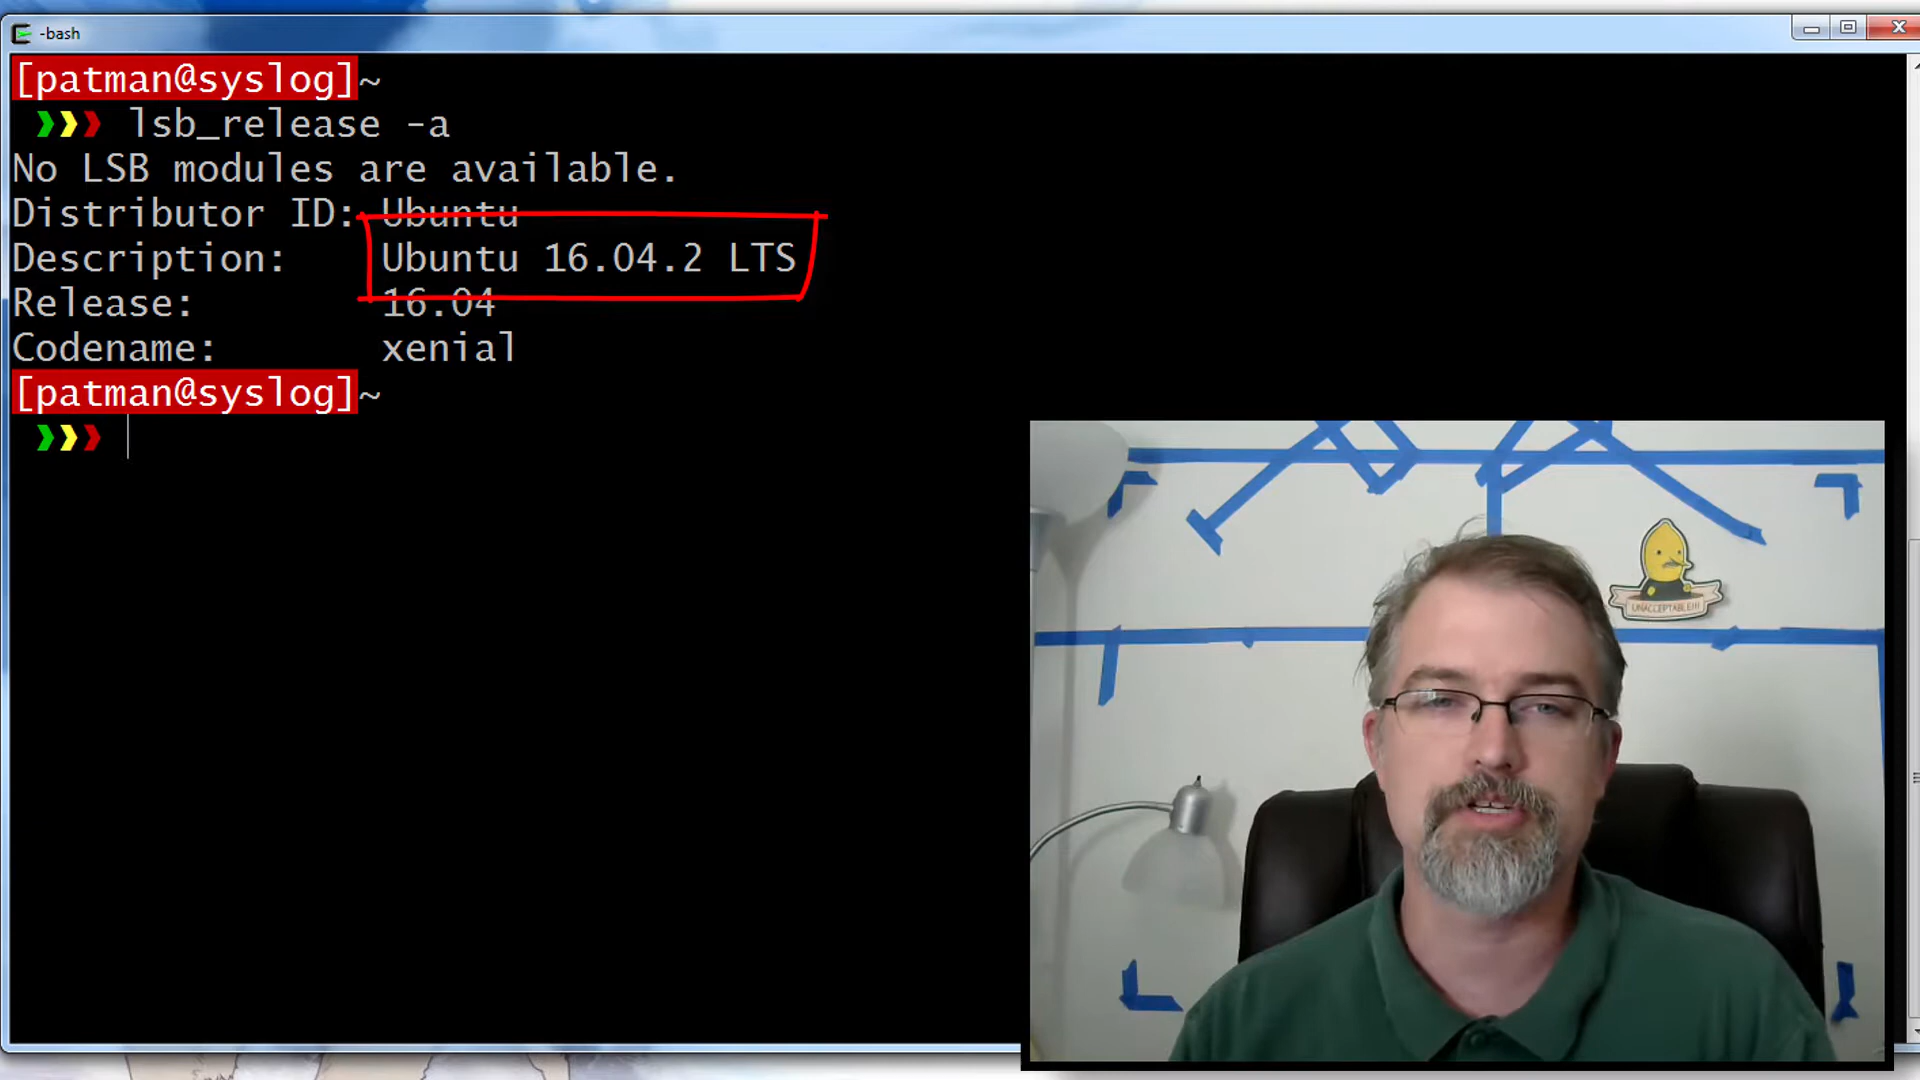 -bash
[patman@syslog]~
❯❯❯ lsb_release -a
No LSB modules are available.
Distributor ID: Ubuntu
Description: Ubuntu 16.04.2 LTS
Release: 16.04
Codename: xenial
[patman@syslog]~
❯❯❯
UNACCEPTABLE!!!